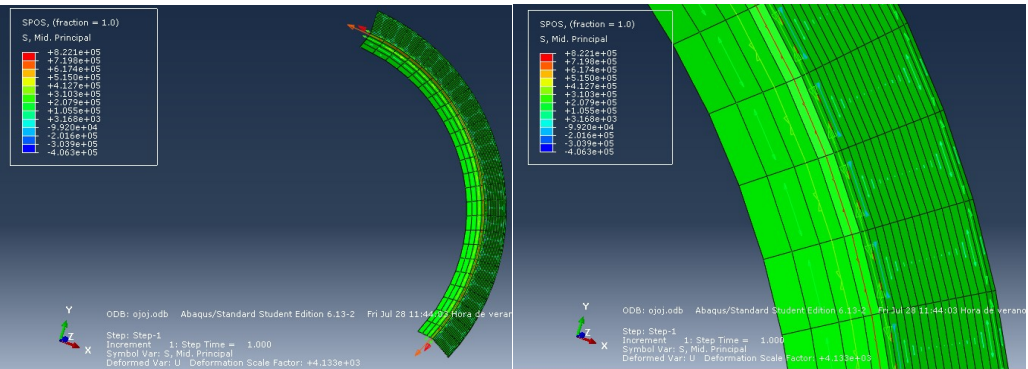 SPOS, (fraction = 1.0)
S, Mid. Principal
+8.221e+05
+7.198e+05
+6.174e+05
+5.150e+05
+4.127e+05
+3.103e+05
+2.079e+05
+1.055e+05
+3.168e+03
-9.920e+04
-2.016e+05
-3.039e+05
-4.063e+05
Y
Z
X
ODB: ojoj.odb Abaqus/Standard Student Edition 6.13-2 Fri Jul 28 11:44:03 Hora de veran
Step: Step-1
Increment 1: Step Time = 1.000
Symbol Var: S, Mid. Principal
Deformed Var: U Deformation Scale Factor: +4.133e+03
SPOS, (fraction = 1.0)
S, Mid. Principal
+8.221e+05
+7.198e+05
+6.174e+05
+5.150e+05
+4.127e+05
+3.103e+05
+2.079e+05
+1.055e+05
+3.168e+03
-9.920e+04
-2.016e+05
-3.039e+05
-4.063e+05
Y
Z
X
ODB: ojoj.odb Abaqus/Standard Student Edition 6.13-2 Fri Jul 28 11:44:03 Hora de verano
Step: Step-1
Increment 1: Step Time = 1.000
Symbol Var: S, Mid. Principal
Deformed Var: U Deformation Scale Factor: +4.133e+03